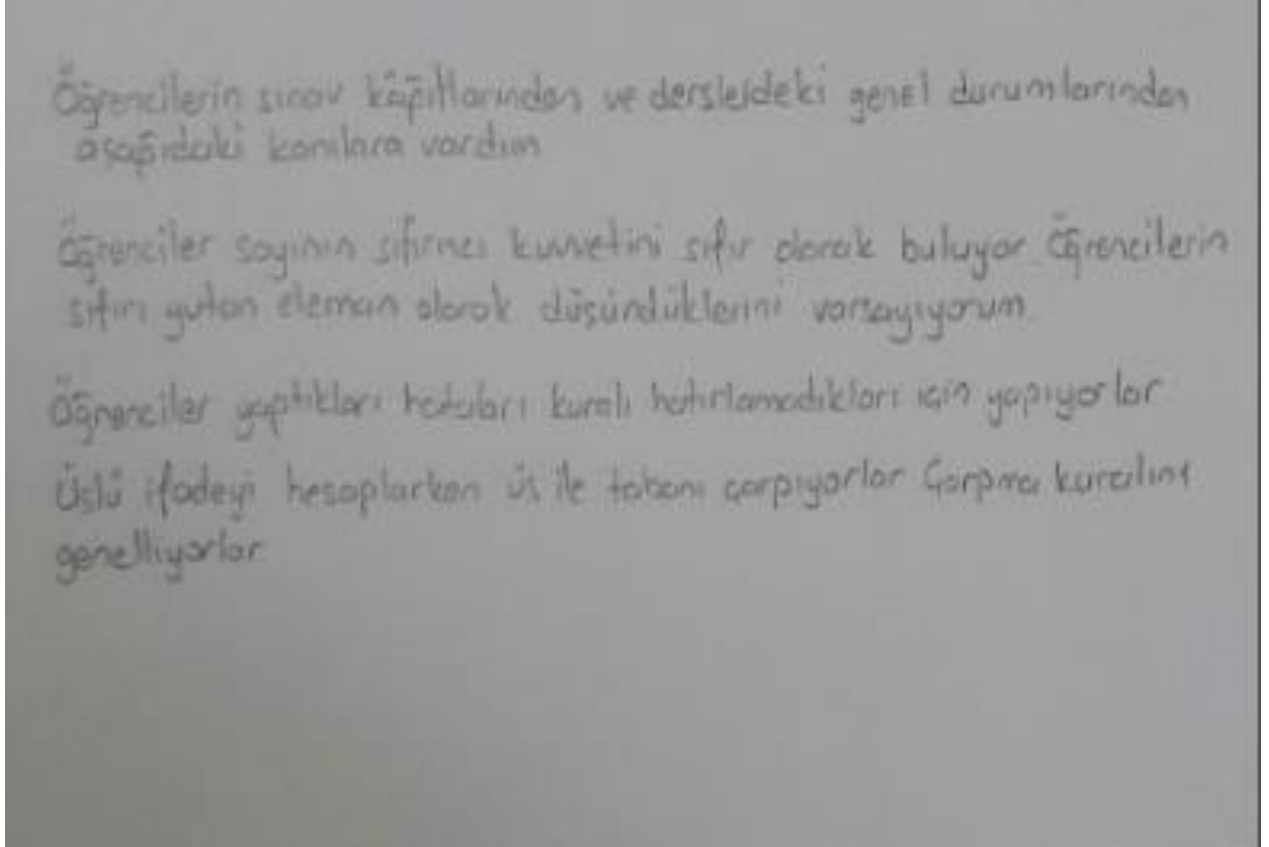 Öğrencilerin sınav kâğıtlarından ve derslerdeki genel durumlarından
aşağıdaki kanılara vardım
Öğrenciler sayının sıfırıncı kuvvetini sıfır olarak buluyor Öğrencilerin
sıfırı yutan eleman olarak düşündüklerini varsayıyorum.
Öğrenciler yaptıkları hataları kuralı hatırlamadıkları için yapıyorlar
Üslü ifadeyi hesaplarken üs ile tabanı çarpıyorlar Çarpma kuralını
genelliyorlar